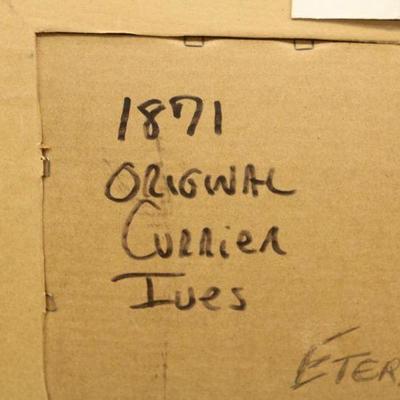 1871
ORIGINAL
CURRIER
IVES
ETER